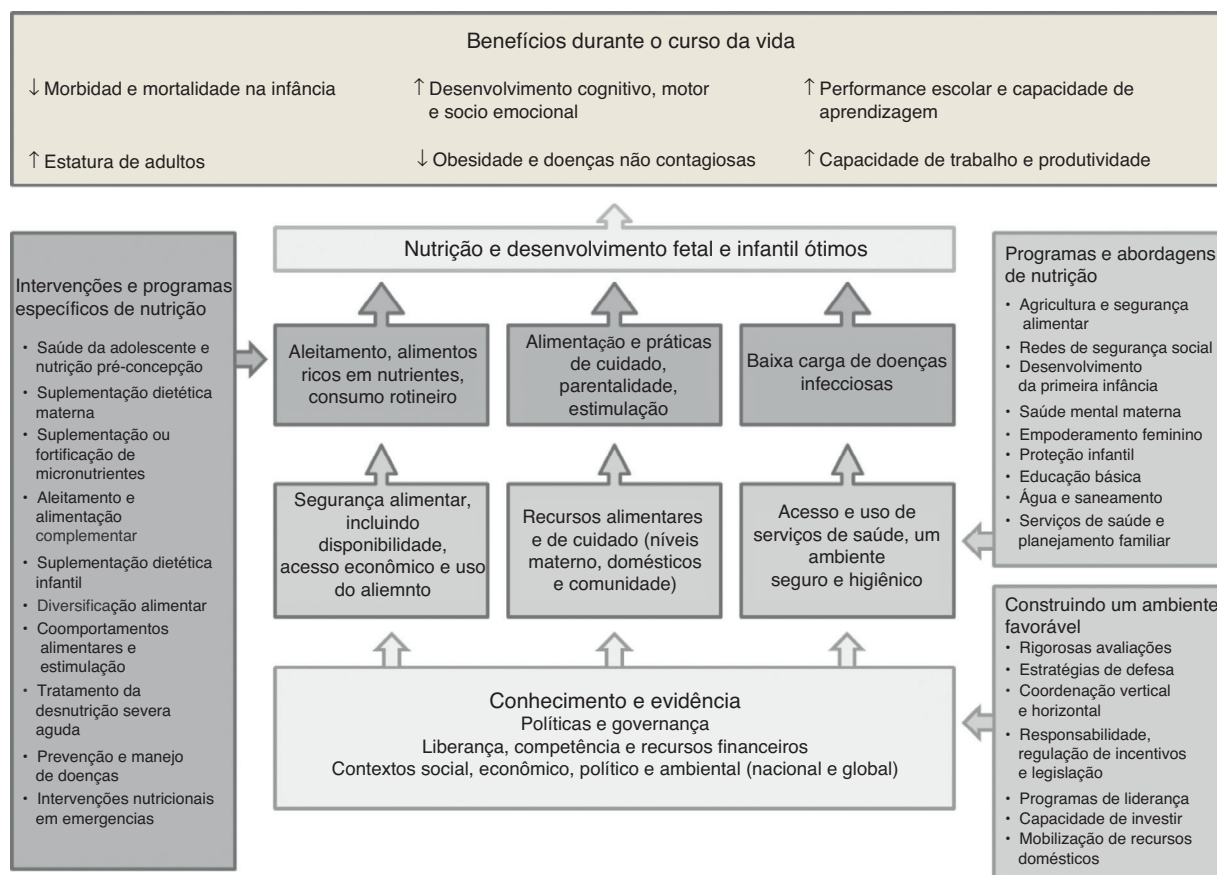 Benefícios durante o curso da vida
↓ Morbidad e mortalidade na infância
↑ Desenvolvimento cognitivo, motor
e socio emocional
↑ Performance escolar e capacidade de
aprendizagem
↑ Estatura de adultos
↓ Obesidade e doenças não contagiosas
↑ Capacidade de trabalho e produtividade
Nutrição e desenvolvimento fetal e infantil ótimos
Intervenções e programas
específicos de nutrição
• Saúde da adolescente e
nutrição pré-concepção
• Suplementação dietética
materna
• Suplementação ou
fortificação de
micronutrientes
• Aleitamento e
alimentação
complementar
• Suplementação dietética
infantil
• Diversificação alimentar
• Coomportamentos
alimentares e
estimulação
• Tratamento da
desnutrição severa
aguda
• Prevenção e manejo
de doenças
• Intervenções nutricionais
em emergencias
Aleitamento, alimentos
ricos em nutrientes,
consumo rotineiro
Alimentação e práticas
de cuidado,
parentalidade,
estimulação
Baixa carga de doenças
infecciosas
Segurança alimentar,
incluindo
disponibilidade,
acesso econômico e uso
do aliemnto
Recursos alimentares
e de cuidado (níveis
materno, domésticos
e comunidade)
Acesso e uso de
serviços de saúde, um
ambiente
seguro e higiênico
Conhecimento e evidência
Políticas e governança
Liberança, competência e recursos financeiros
Contextos social, econômico, político e ambiental (nacional e global)
Programas e abordagens
de nutrição
• Agricultura e segurança
alimentar
• Redes de segurança social
• Desenvolvimento
da primeira infância
• Saúde mental materna
• Empoderamento feminino
• Proteção infantil
• Educação básica
• Água e saneamento
• Serviços de saúde e
planejamento familiar
Construindo um ambiente
favorável
• Rigorosas avaliações
• Estratégias de defesa
• Coordenação vertical
e horizontal
• Responsabilidade,
regulação de incentivos
e legislação
• Programas de liderança
• Capacidade de investir
• Mobilização de recursos
domésticos